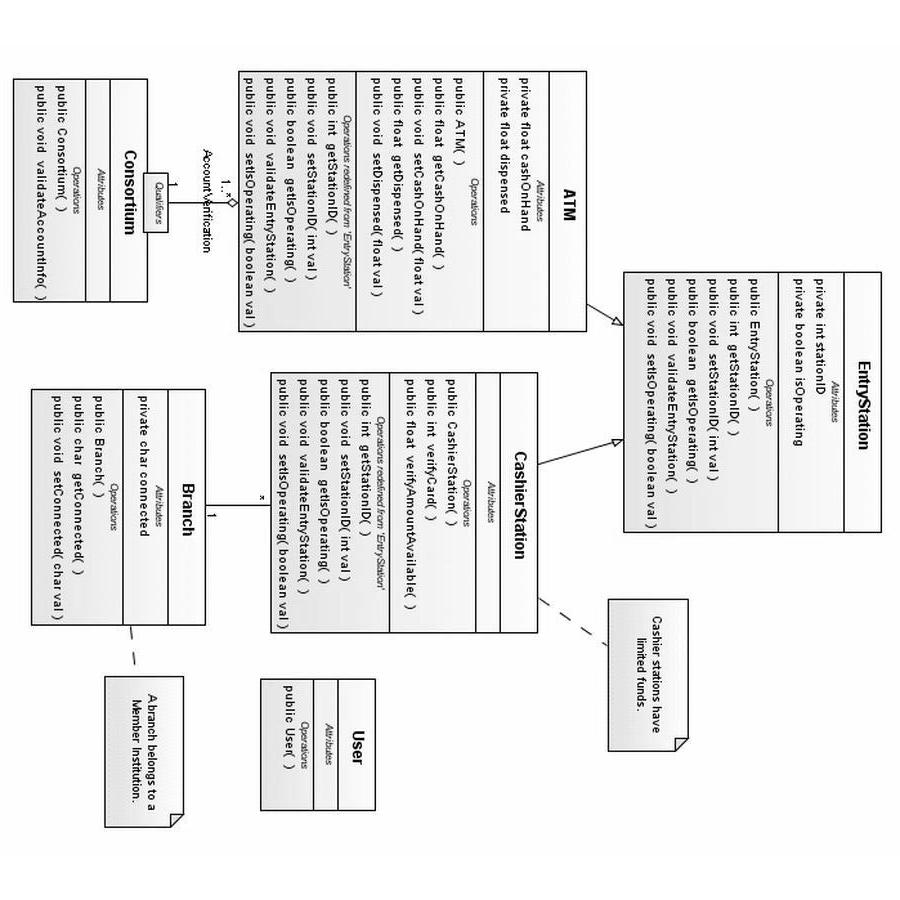 EntryStation
Attributes
private int stationID
private boolean isOperating
Operations
public EntryStation( )
public int getStationID( )
public void setStationID( int val )
public boolean getIsOperating( )
public void validateEntryStation( )
public void setIsOperating( boolean val )
ATM
Attributes
private float cashOnHand
private float dispensed
Operations
public ATM( )
public float getCashOnHand( )
public void setCashOnHand( float val )
public float getDispensed( )
public void setDispensed( float val )
Operations redefined from 'EntryStation'
public int getStationID( )
public void setStationID( int val )
public boolean getIsOperating( )
public void validateEntryStation( )
public void setIsOperating( boolean val )
CashierStation
Attributes
Operations
public CashierStation( )
public int verifyCard( )
public float verifyAmountAvailable( )
Operations redefined from 'EntryStation'
public int getStationID( )
public void setStationID( int val )
public boolean getIsOperating( )
public void validateEntryStation( )
public void setIsOperating( boolean val )
Cashier stations have
limited funds.
1..*
AccountVerification
1
Qualifiers
Consortium
Attributes
Operations
public Consortium( )
public void validateAccountInfo( )
*
1
Branch
Attributes
private char connected
Operations
public Branch( )
public char getConnected( )
public void setConnected( char val )
User
Attributes
Operations
public User( )
A branch belongs to a
Member Institution.